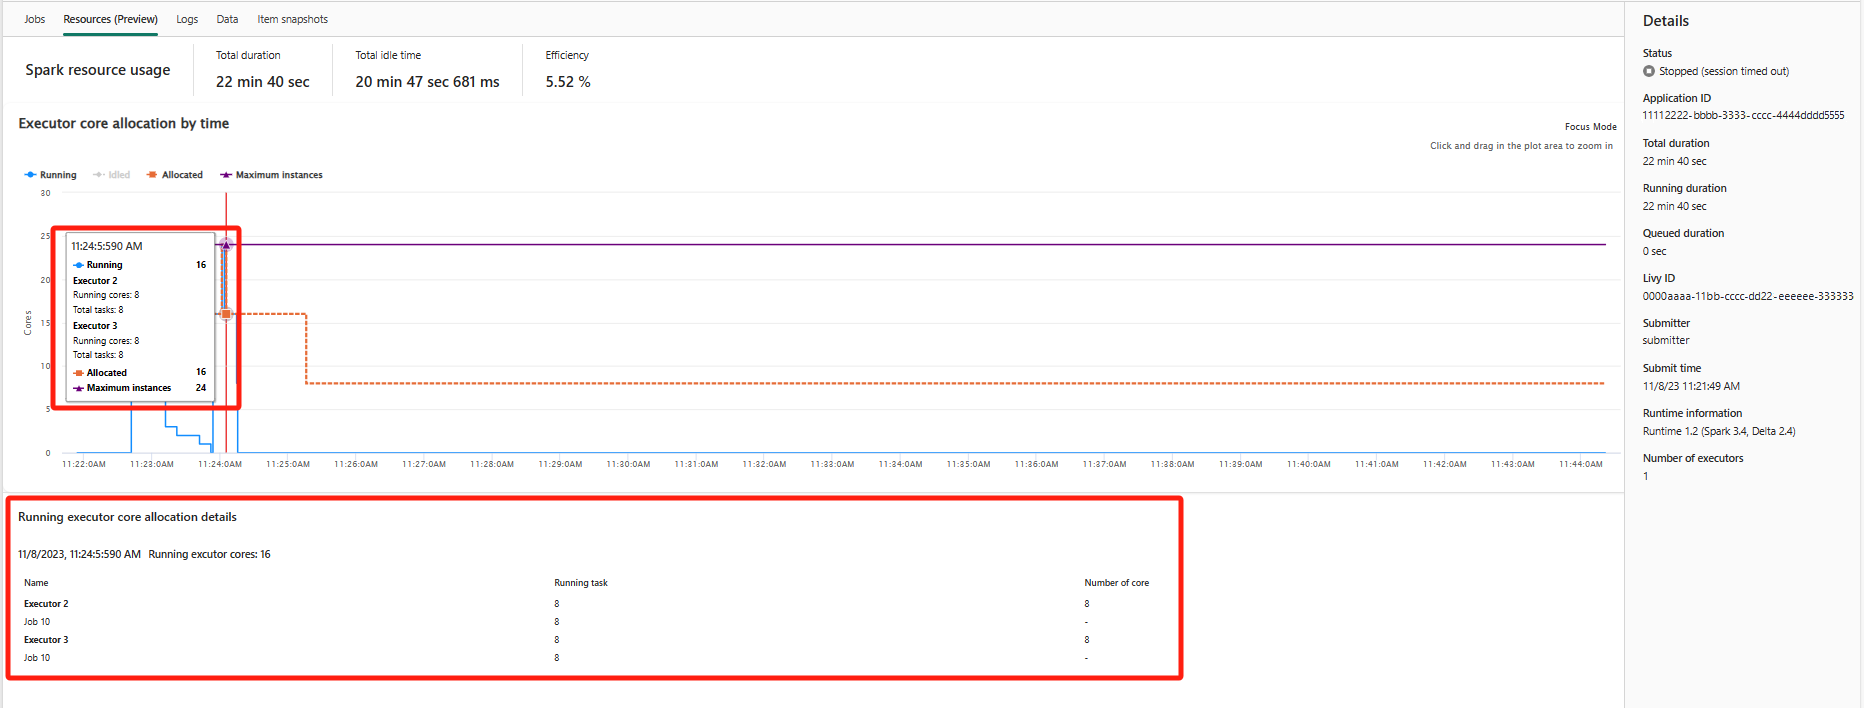 Jobs Resources (Preview) Logs Data Item snapshots
Spark resource usage
Total duration
22 min 40 sec
Total idle time
20 min 47 sec 681 ms
Efficiency
5.52 %
Executor core allocation by time
Focus Mode
Click and drag in the plot area to zoom in
Running Idled Allocated Maximum instances
30
25
20
15
10
5
0
Cores
11:24:5:590 AM
Running 16
Executor 2
Running cores: 8
Total tasks: 8
Executor 3
Running cores: 8
Total tasks: 8
Allocated 16
Maximum instances 24
11:22:0AM 11:23:0AM 11:24:0AM 11:25:0AM 11:26:0AM 11:27:0AM 11:28:0AM 11:29:0AM 11:30:0AM 11:31:0AM 11:32:0AM 11:33:0AM 11:34:0AM 11:35:0AM 11:36:0AM 11:37:0AM 11:38:0AM 11:39:0AM 11:40:0AM 11:41:0AM 11:42:0AM 11:43:0AM 11:44:0AM
Running executor core allocation details
11/8/2023, 11:24:5:590 AM Running excutor cores: 16
Name Running task Number of core
Executor 2 8 8
Job 10 8 -
Executor 3 8 8
Job 10 8 -
Details
Status
Stopped (session timed out)
Application ID
11112222-bbbb-3333-cccc-4444dddd5555
Total duration
22 min 40 sec
Running duration
22 min 40 sec
Queued duration
0 sec
Livy ID
0000aaaa-11bb-cccc-dd22-eeeeee-333333
Submitter
submitter
Submit time
11/8/23 11:21:49 AM
Runtime information
Runtime 1.2 (Spark 3.4, Delta 2.4)
Number of executors
1